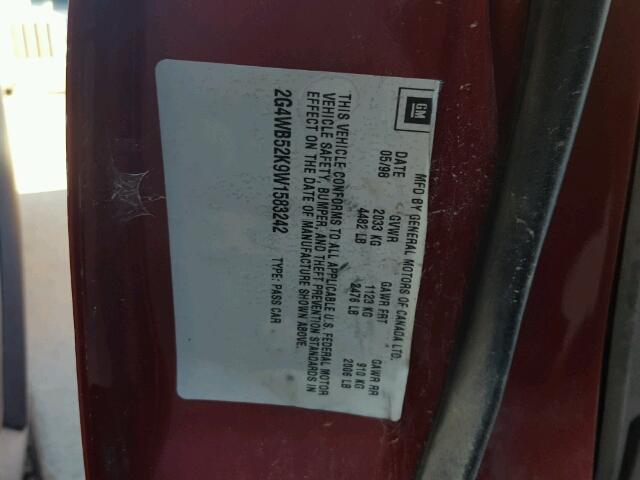 GM
MFD BY GENERAL MOTORS OF CANADA LTD.
DATE GVWR GAWR FRT GAWR RR
05/98 2033 KG 1123 KG 910 KG
4482 LB 2476 LB 2006 LB
THIS VEHICLE CONFORMS TO ALL APPLICABLE U.S. FEDERAL MOTOR
VEHICLE SAFETY, BUMPER, AND THEFT PREVENTION STANDARDS IN
EFFECT ON THE DATE OF MANUFACTURE SHOWN ABOVE.
2G4WB52K9W1583242 TYPE: PASS CAR